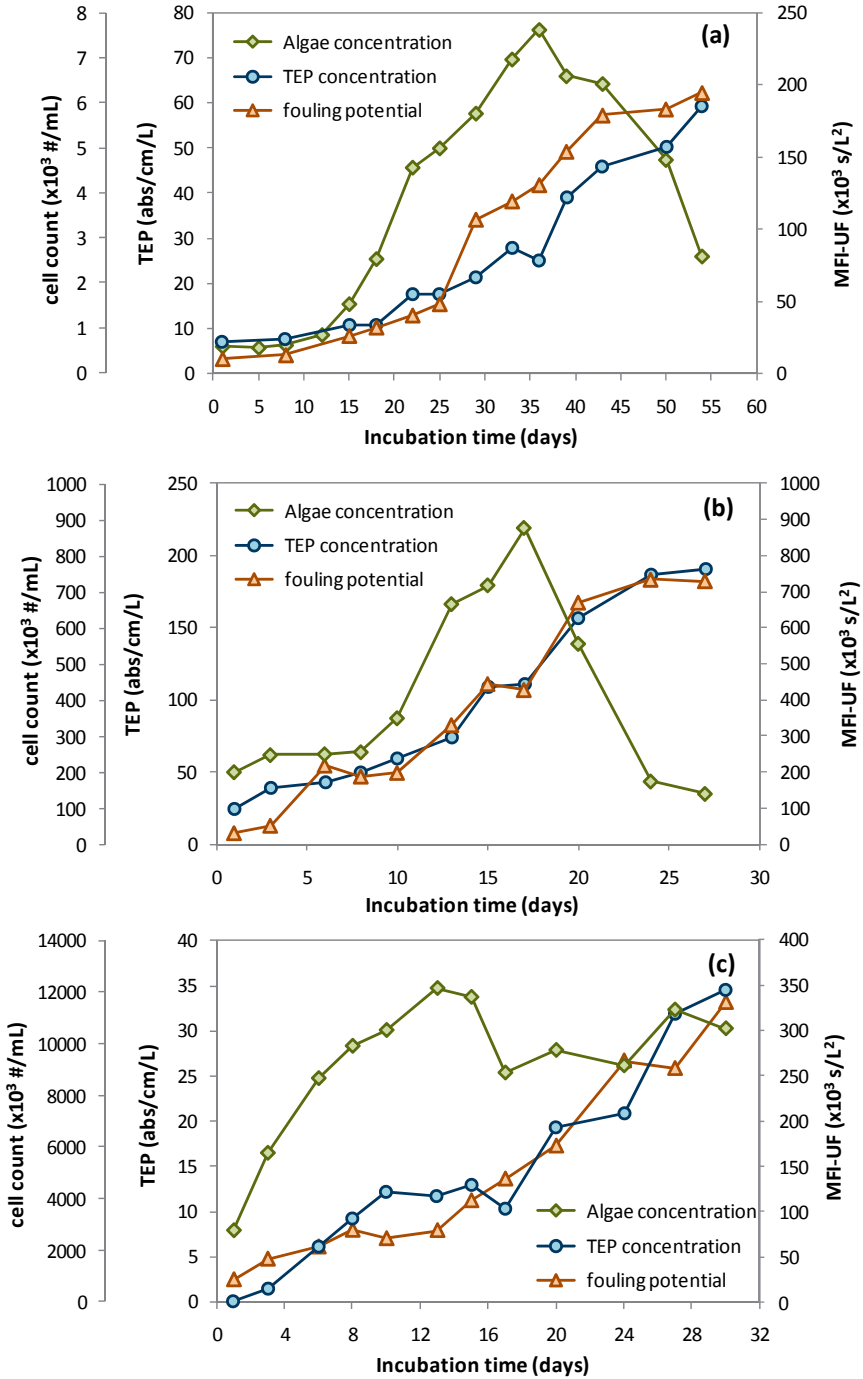 (a)
Algae concentration
TEP concentration
fouling potential
cell count (x10³ #/mL)
0 1 2 3 4 5 6 7 8
TEP (abs/cm/L)
0 10 20 30 40 50 60 70 80
MFI-UF (x10³ s/L²)
0 50 100 150 200 250
0 5 10 15 20 25 30 35 40 45 50 55 60
Incubation time (days)
(b)
Algae concentration
TEP concentration
fouling potential
cell count (x10³ #/mL)
0 100 200 300 400 500 600 700 800 900 1000
TEP (abs/cm/L)
0 50 100 150 200 250
MFI-UF (x10³ s/L²)
0 100 200 300 400 500 600 700 800 900 1000
0 5 10 15 20 25 30
Incubation time (days)
(c)
cell count (x10³ #/mL)
0 2000 4000 6000 8000 10000 12000 14000
TEP (abs/cm/L)
0 5 10 15 20 25 30 35 40
MFI-UF (x10³ s/L²)
0 50 100 150 200 250 300 350 400
Algae concentration
TEP concentration
fouling potential
0 4 8 12 16 20 24 28 32
Incubation time (days)